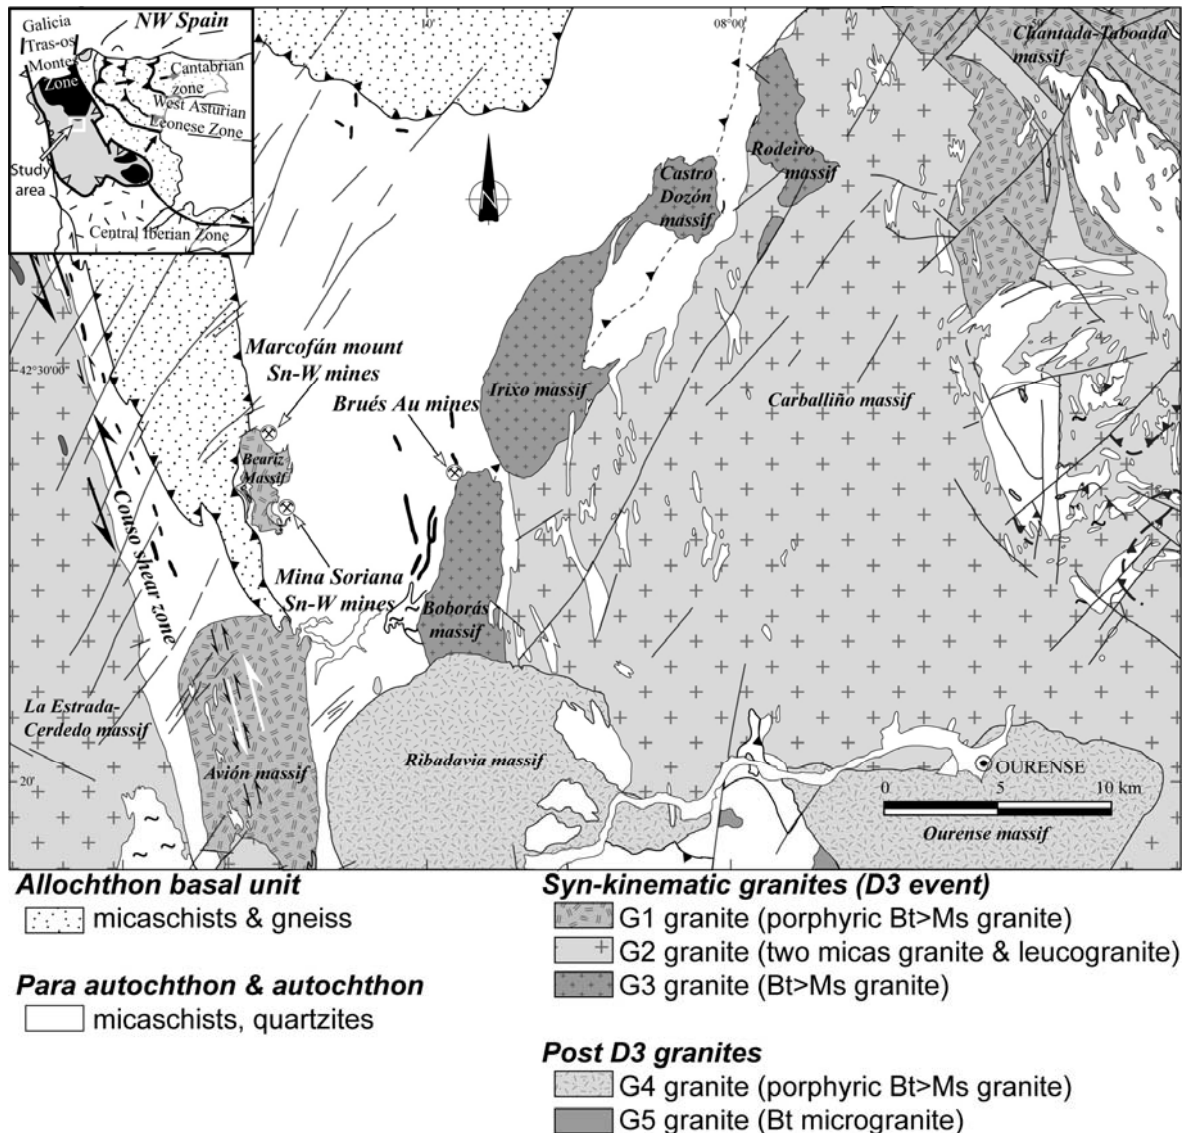 NW Spain
Galicia
Tras-os
Montes
Zone
Cantabrian
zone
West Asturian
Leonese Zone
Study
area
Central Iberian Zone
10'
08°00'
50'
Chantada-Taboada
massif
N
Rodeiro
massif
Castro
Dozón
massif
42°30'00"
Marcofán mount
Sn-W mines
Brués Au mines
Irixo massif
Carballiño massif
Beariz
Massif
Couso shear zone
Mina Soriana
Sn-W mines
Boborás
massif
La Estrada-
Cerdedo massif
Avión massif
Ribadavia massif
20'
OURENSE
0 5 10 km
Ourense massif
Allochthon basal unit
micaschists & gneiss
Para autochthon & autochthon
micaschists, quartzites
Syn-kinematic granites (D3 event)
G1 granite (porphyric Bt>Ms granite)
G2 granite (two micas granite & leucogranite)
G3 granite (Bt>Ms granite)
Post D3 granites
G4 granite (porphyric Bt>Ms granite)
G5 granite (Bt microgranite)